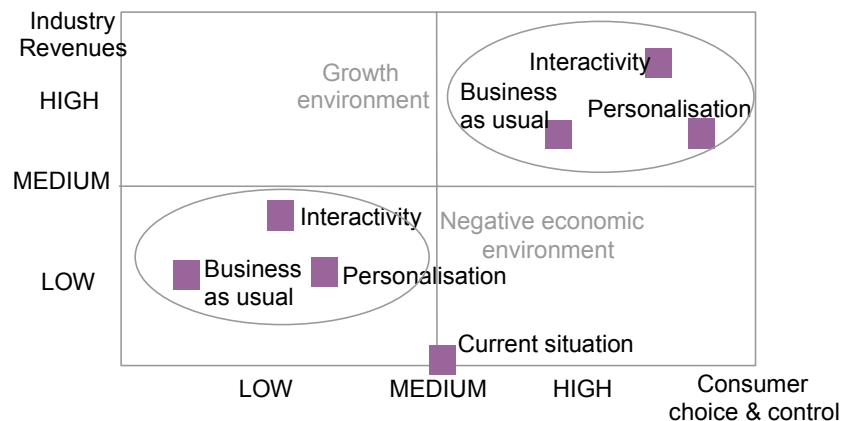 Industry
Revenues
HIGH
MEDIUM
LOW
Growth
environment
Interactivity
Business
as usual
Personalisation
Interactivity
Business
as usual
Personalisation
Negative economic
environment
Current situation
LOW
MEDIUM
HIGH
Consumer
choice & control